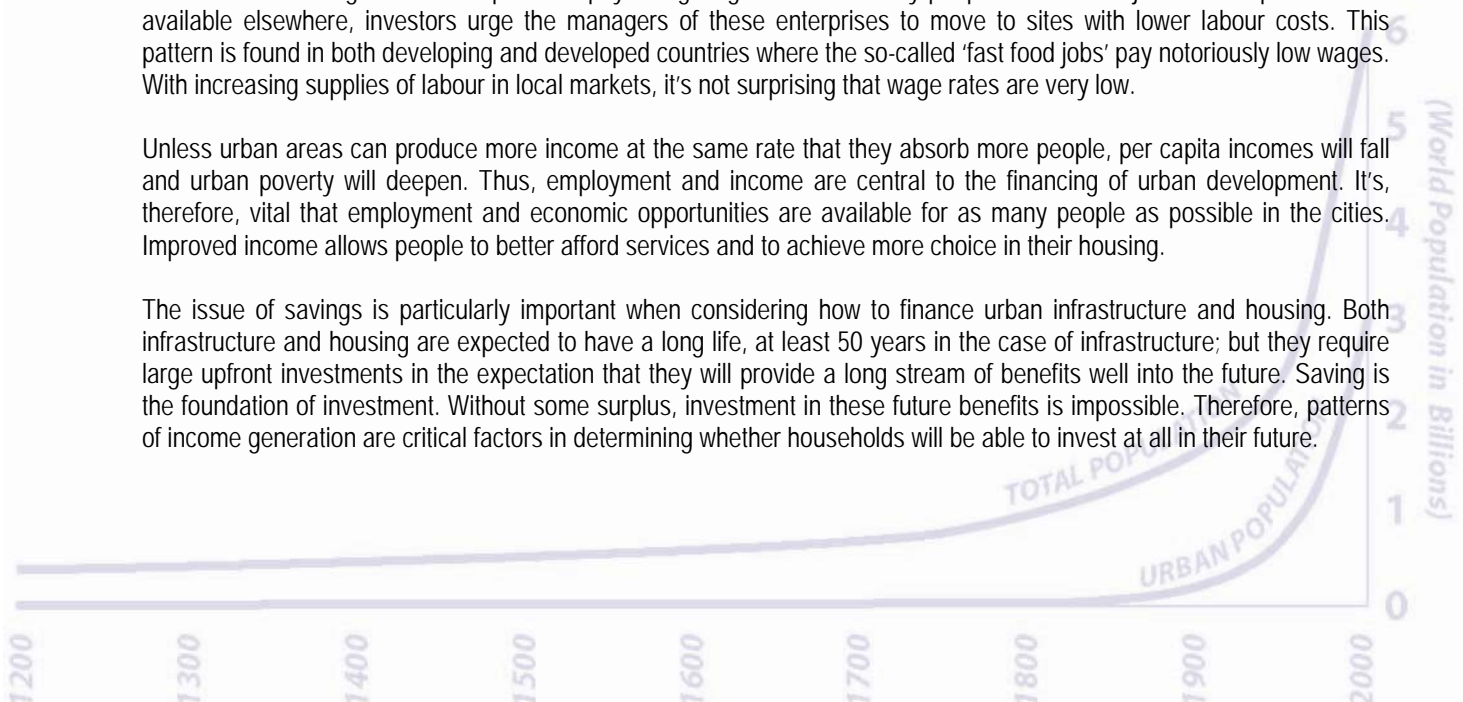 available elsewhere, investors urge the managers of these enterprises to move to sites with lower labour costs. This
pattern is found in both developing and developed countries where the so-called ‘fast food jobs’ pay notoriously low wages.
With increasing supplies of labour in local markets, it’s not surprising that wage rates are very low.
Unless urban areas can produce more income at the same rate that they absorb more people, per capita incomes will fall
and urban poverty will deepen. Thus, employment and income are central to the financing of urban development. It’s,
therefore, vital that employment and economic opportunities are available for as many people as possible in the cities.
Improved income allows people to better afford services and to achieve more choice in their housing.
The issue of savings is particularly important when considering how to finance urban infrastructure and housing. Both
infrastructure and housing are expected to have a long life, at least 50 years in the case of infrastructure; but they require
large upfront investments in the expectation that they will provide a long stream of benefits well into the future. Saving is
the foundation of investment. Without some surplus, investment in these future benefits is impossible. Therefore, patterns
of income generation are critical factors in determining whether households will be able to invest at all in their future.
TOTAL POPULATION
URBAN POPULATION
6
5
4
3
2
1
0
(World Population in Billions)
1200
1300
1400
1500
1600
1700
1800
1900
2000